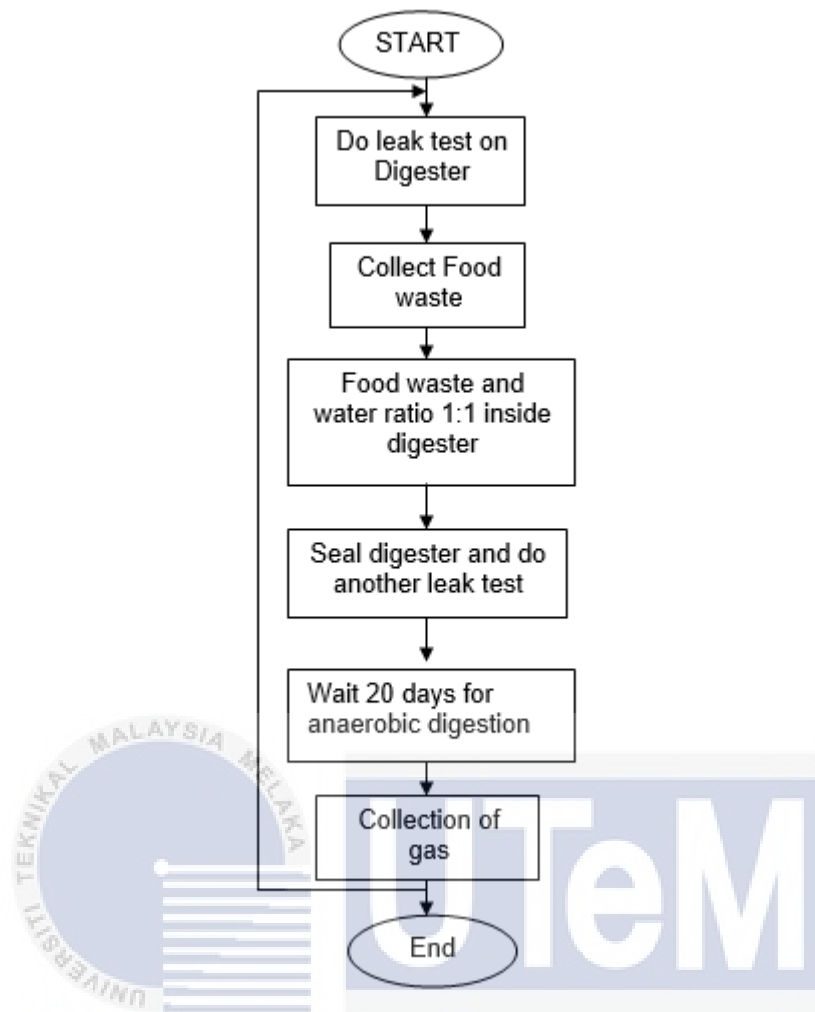 START
Do leak test on
Digester
Collect Food
waste
Food waste and
water ratio 1:1 inside
digester
Seal digester and do
another leak test
Wait 20 days for
anaerobic digestion
Collection of
gas
End
UNIVERSITI TEKNIKAL MALAYSIA MELAKA
UTeM